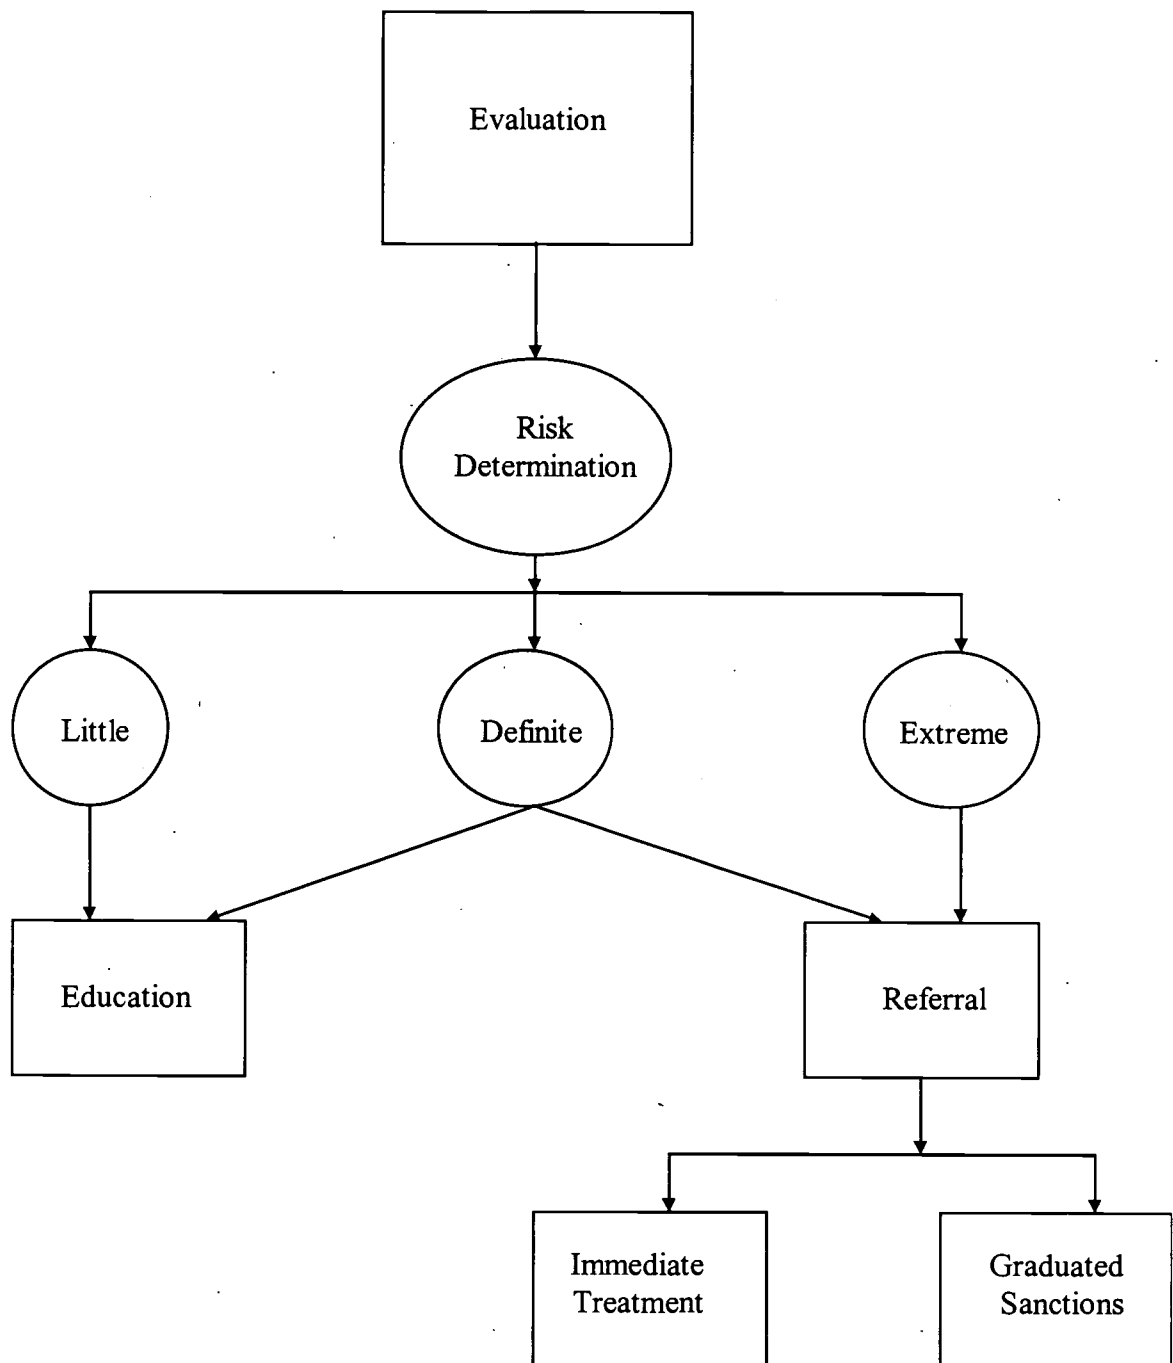 Evaluation
Risk
Determination
Little
Definite
Extreme
Education
Referral
Immediate
Treatment
Graduated
Sanctions